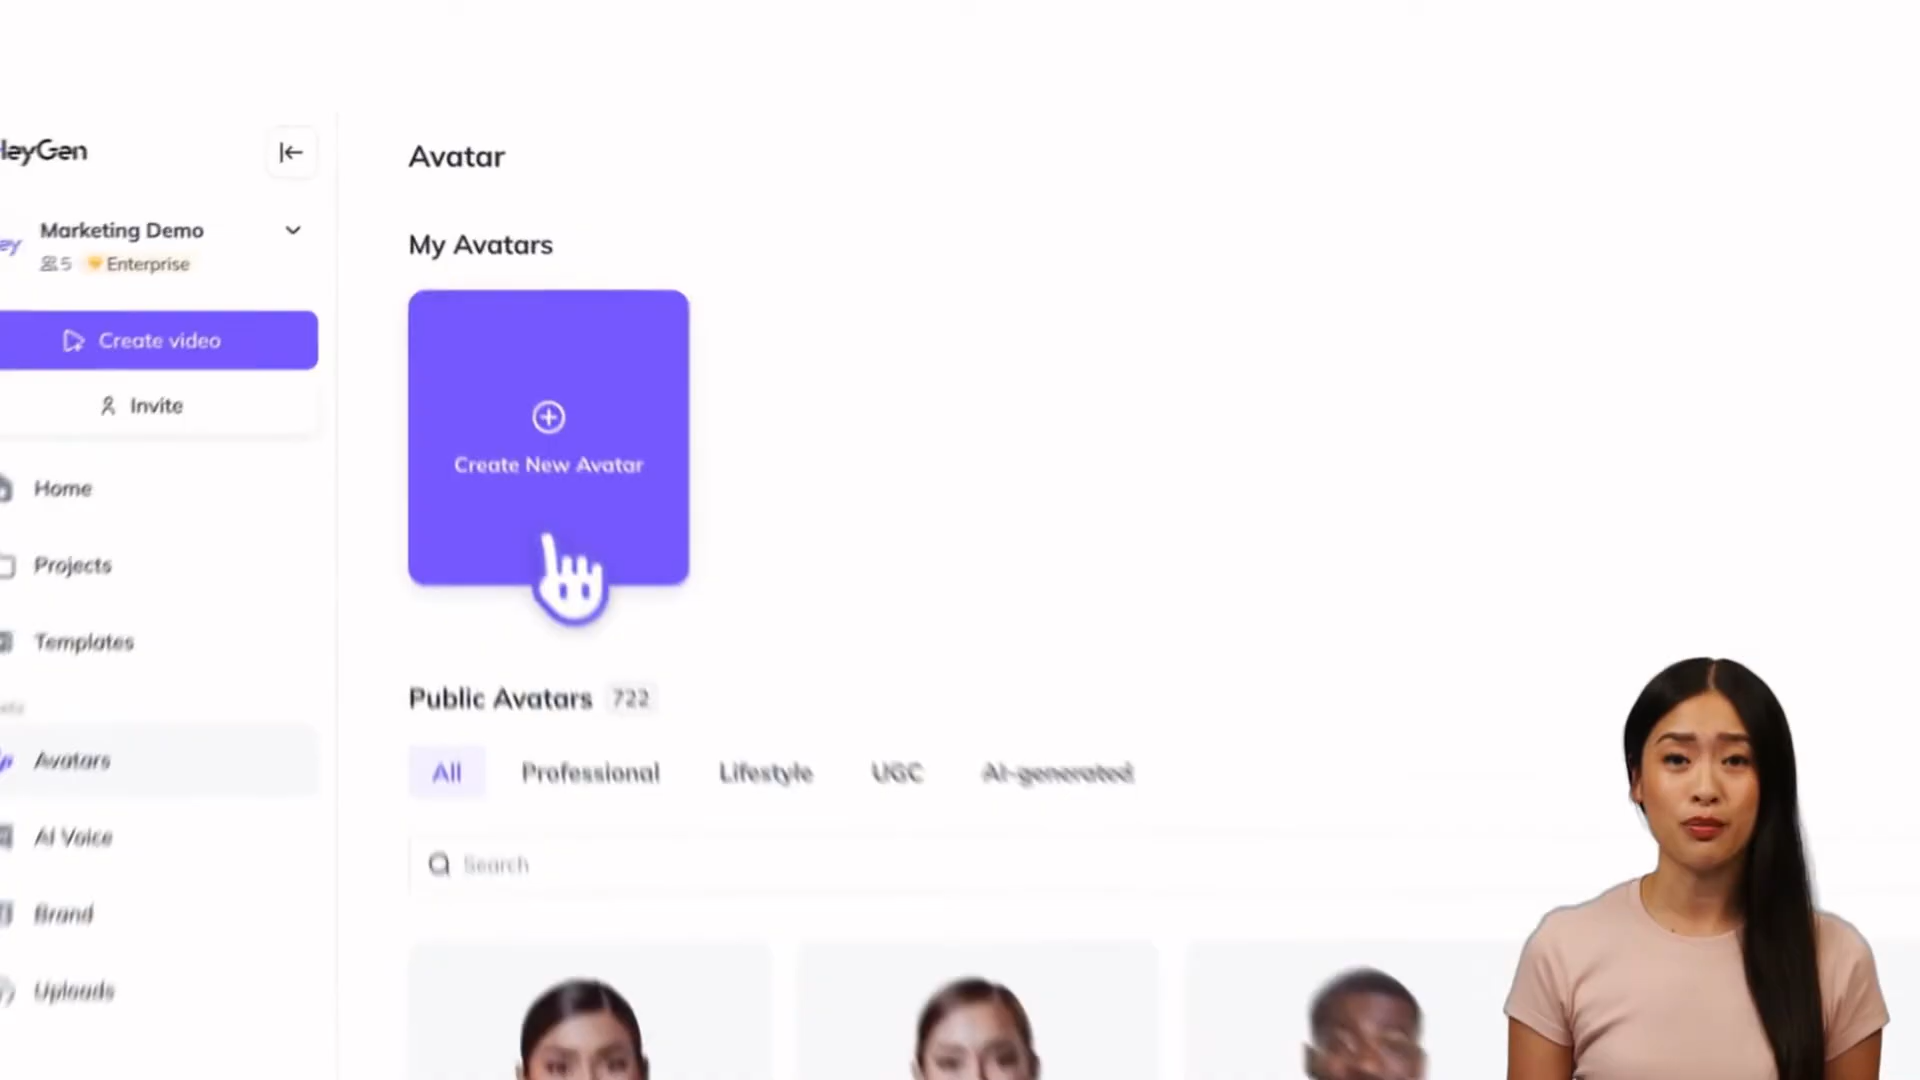 HeyGen
Avatar
Marketing Demo
5 Enterprise
My Avatars
Create video
Invite
Create New Avatar
Home
Projects
Templates
Public Avatars 722
Avatars
All Professional Lifestyle UGC AI-generated
AI Voice
Search
Brand
Uploads